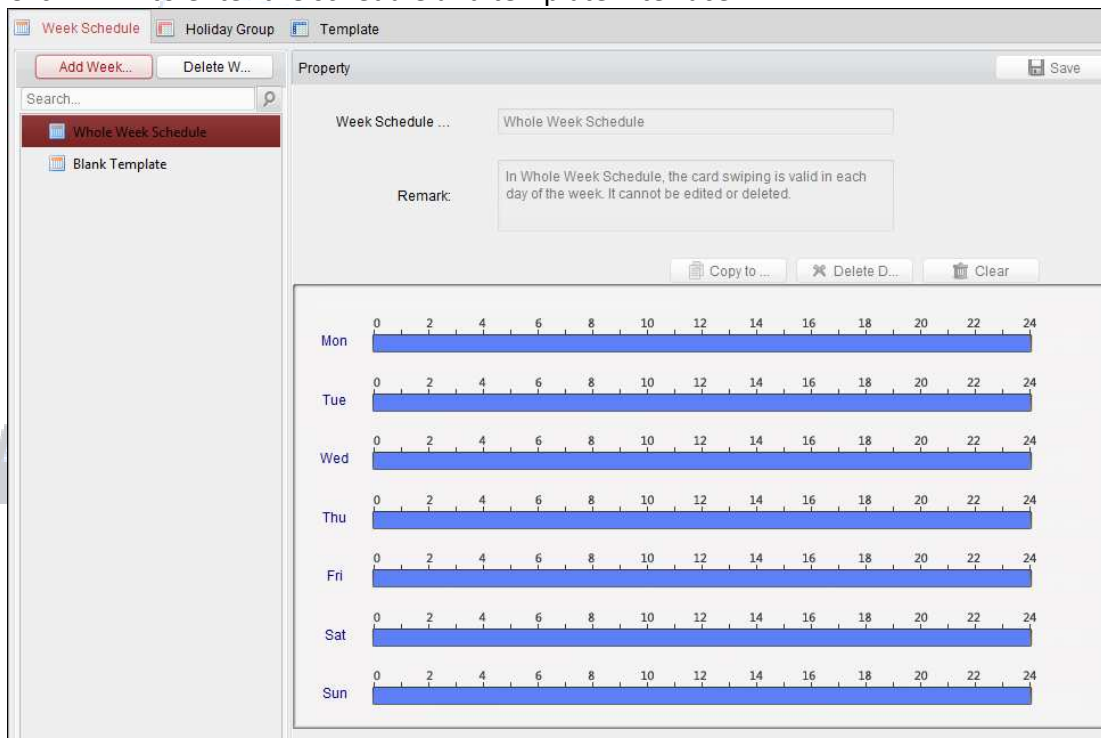 Week Schedule Holiday Group Template
Add Week... Delete W... Property Save
Search...
Whole Week Schedule
Blank Template
Week Schedule ... Whole Week Schedule
Remark: In Whole Week Schedule, the card swiping is valid in each
day of the week. It cannot be edited or deleted.
Copy to ... Delete D... Clear
0 2 4 6 8 10 12 14 16 18 20 22 24
Mon
0 2 4 6 8 10 12 14 16 18 20 22 24
Tue
0 2 4 6 8 10 12 14 16 18 20 22 24
Wed
0 2 4 6 8 10 12 14 16 18 20 22 24
Thu
0 2 4 6 8 10 12 14 16 18 20 22 24
Fri
0 2 4 6 8 10 12 14 16 18 20 22 24
Sat
0 2 4 6 8 10 12 14 16 18 20 22 24
Sun